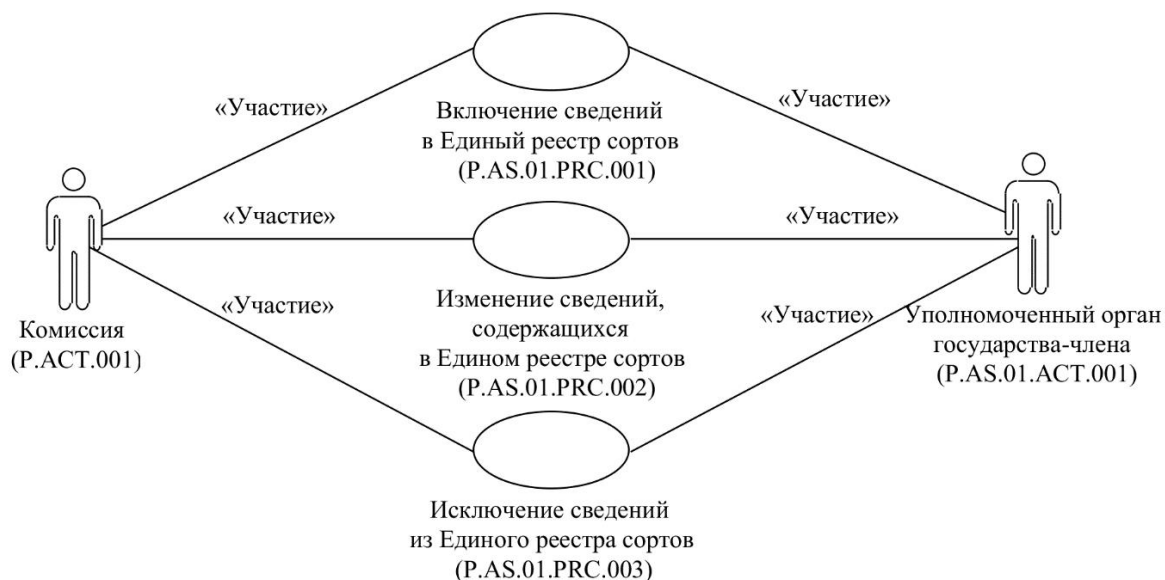 «Участие»
«Участие»
Включение сведений
в Единый реестр сортов
(P.AS.01.PRC.001)
«Участие»
«Участие»
Комиссия
(P.ACT.001)
Изменение сведений,
содержащихся
в Едином реестре сортов
(P.AS.01.PRC.002)
Уполномоченный орган
государства-члена
(P.AS.01.ACT.001)
«Участие»
«Участие»
Исключение сведений
из Единого реестра сортов
(P.AS.01.PRC.003)